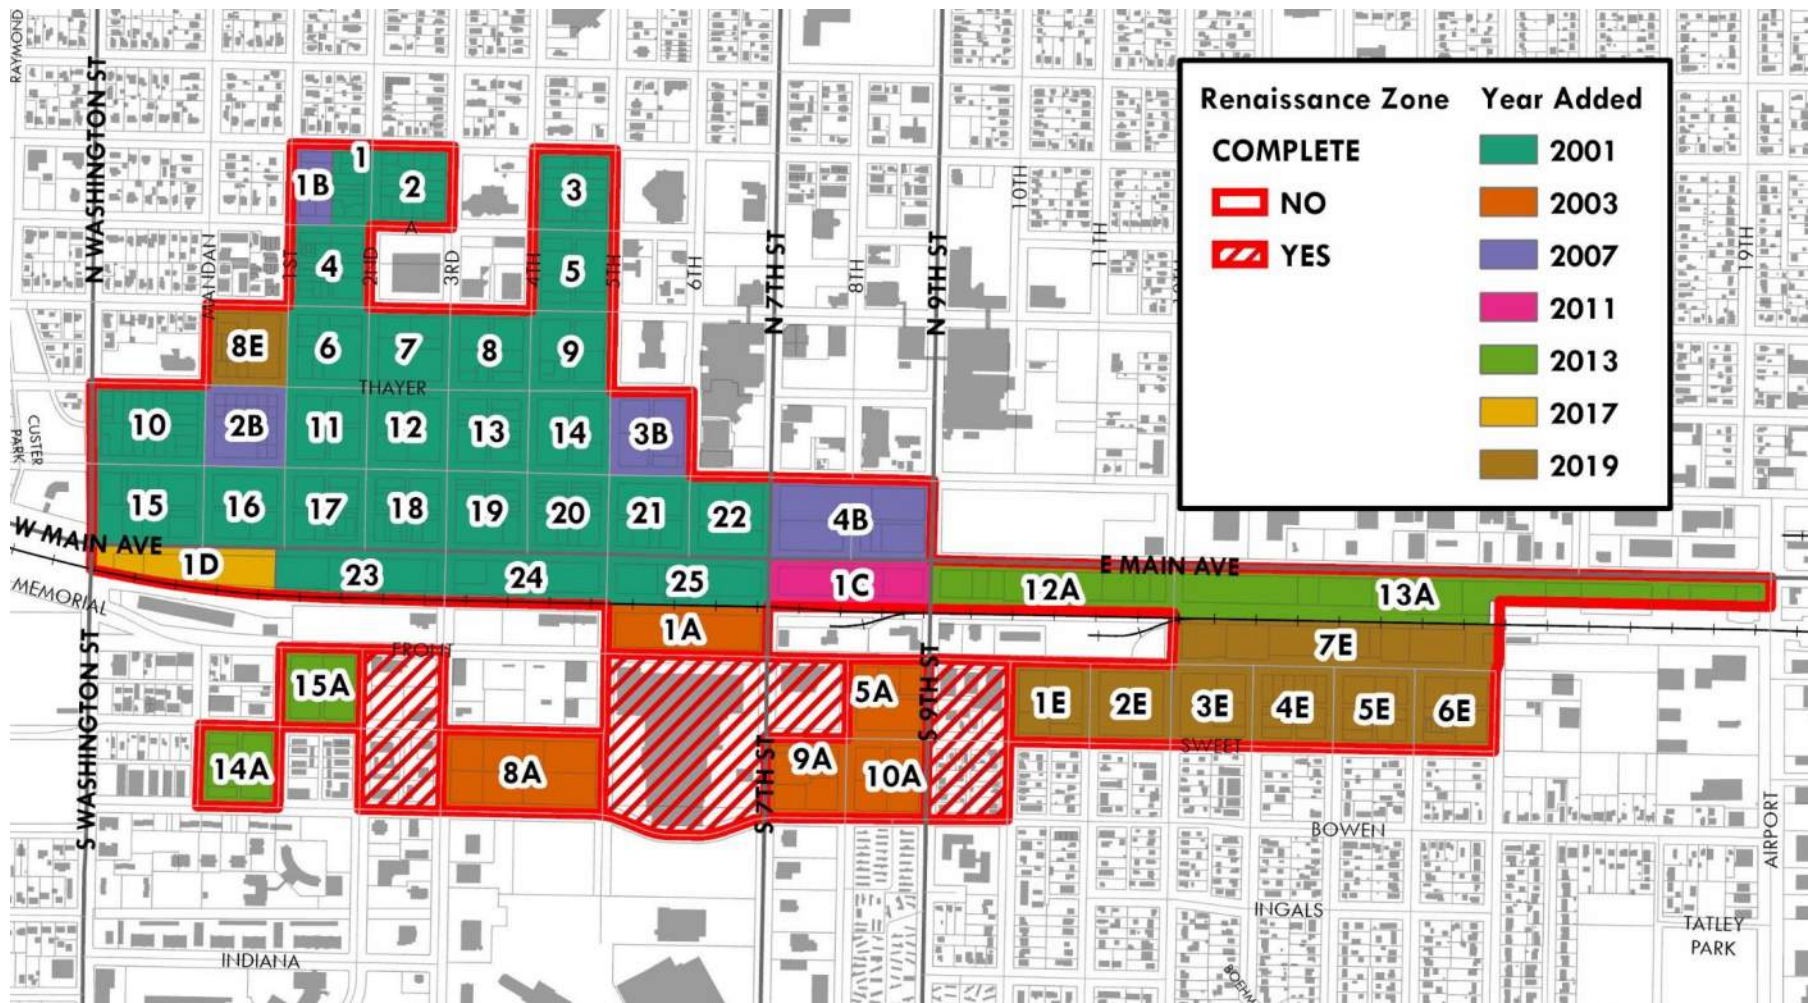 RAYMOND
N WASHINGTON ST
Renaissance Zone
Year Added
COMPLETE
NO
YES
2001
2003
2007
2011
2013
2017
2019
1
1B
2
3
A
10TH
11TH
19TH
MANDAN
1ST
4
2ND
3RD
4TH
5
5TH
6TH
N 7TH ST
8TH
N 9TH ST
8E
6
7
8
9
THAYER
CUSTER
PARK
10
2B
11
12
13
14
3B
15
16
17
18
19
20
21
22
4B
W MAIN AVE
E MAIN AVE
1D
23
24
25
1C
12A
13A
MEMORIAL
1A
7E
FRONT
S WASHINGTON ST
15A
5A
S 9TH ST
1E
2E
3E
4E
5E
6E
SWEET
14A
8A
S 7TH ST
9A
10A
BOWEN
AIRPORT
INGALS
TATLEY
PARK
INDIANA